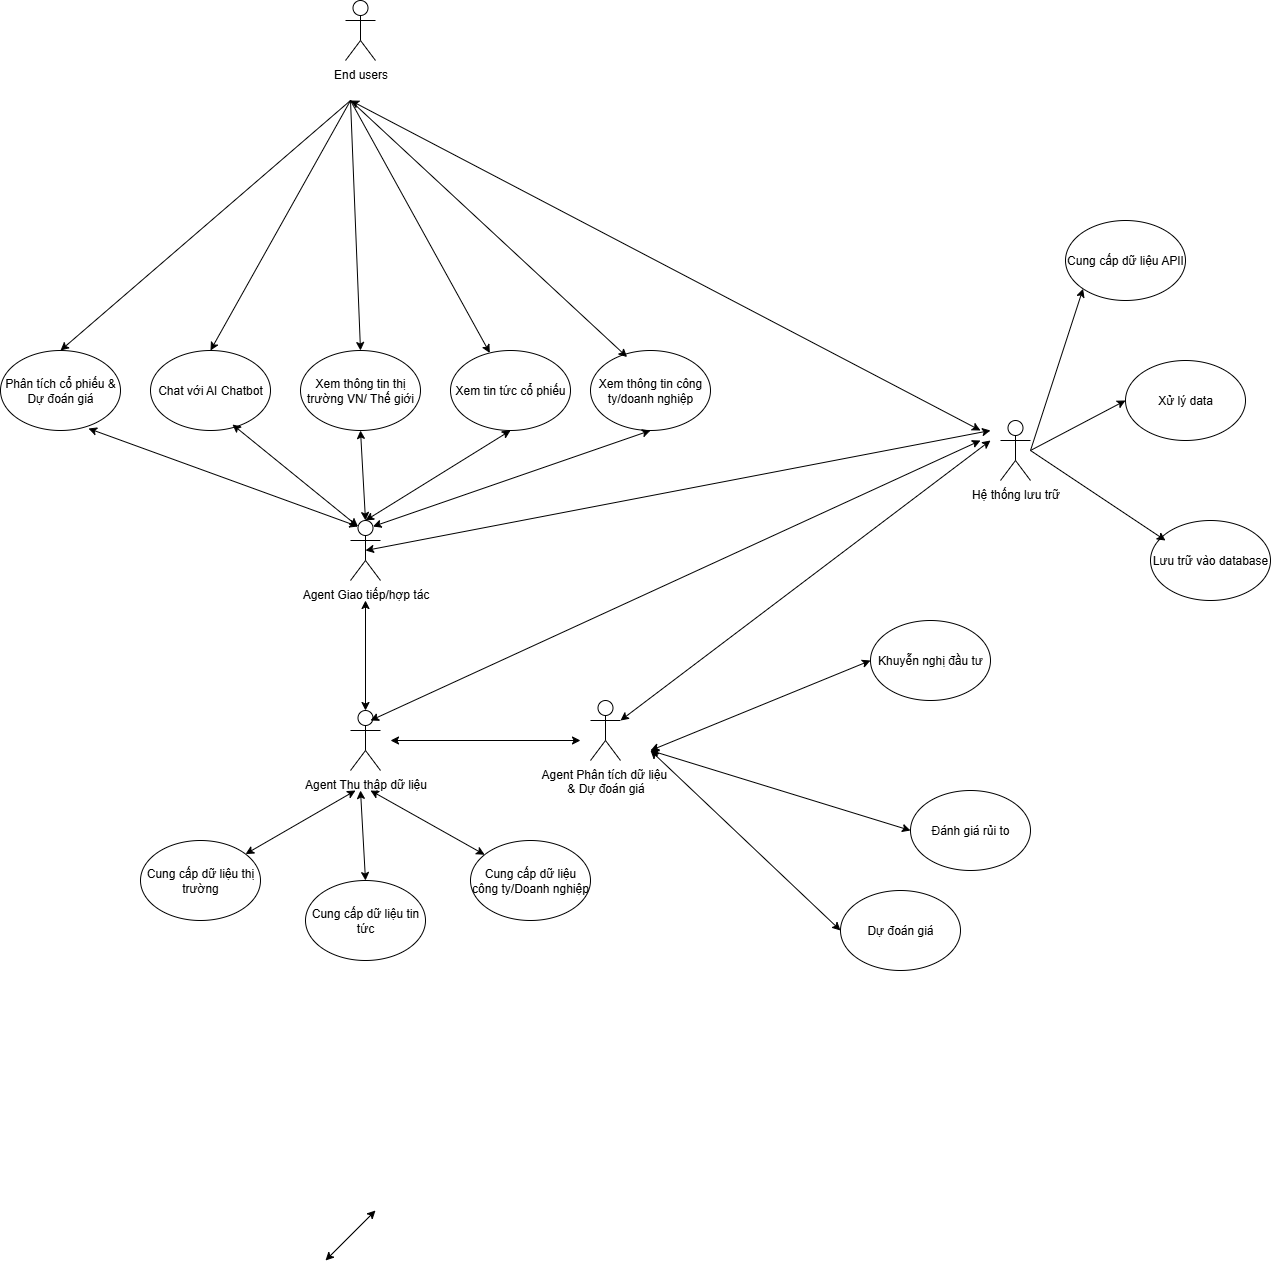 End users
Cung cấp dữ liệu APII
Phân tích cổ phiếu &
Dự đoán giá
Chat với AI Chatbot
Xem thông tin thị
trường VN/ Thế giới
Xem tin tức cổ phiếu
Xem thông tin công
ty/doanh nghiệp
Xử lý data
Hệ thống lưu trữ
Lưu trữ vào database
Agent Giao tiếp/hợp tác
Khuyễn nghị đầu tư
Agent Thu thập dữ liệu
Agent Phân tích dữ liệu
& Dự đoán giá
Đánh giá rủi to
Cung cấp dữ liệu thị
trường
Cung cấp dữ liệu tin
tức
Cung cấp dữ liệu
công ty/Doanh nghiệp
Dự đoán giá